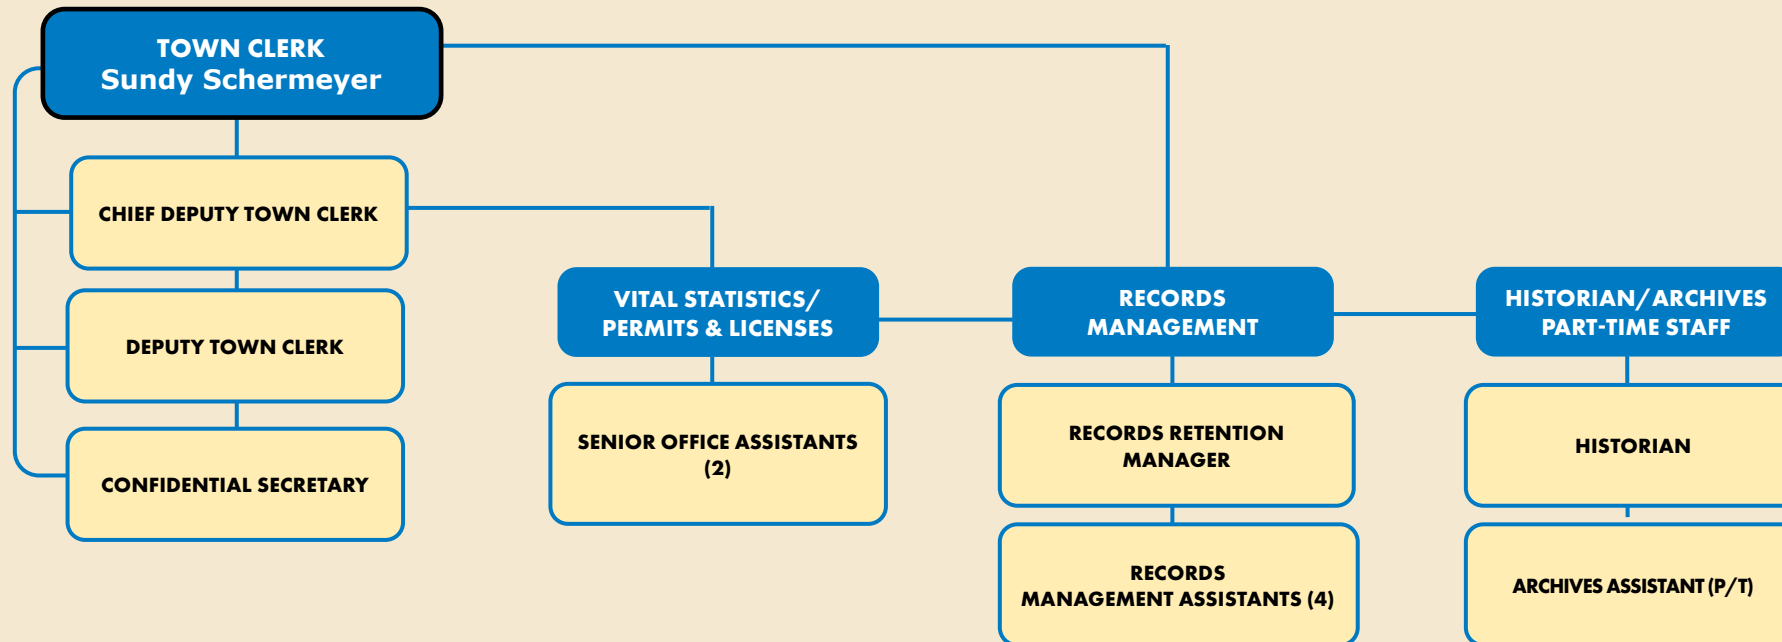 TOWN CLERK
Sundy Schermeyer
CHIEF DEPUTY TOWN CLERK
DEPUTY TOWN CLERK
CONFIDENTIAL SECRETARY
VITAL STATISTICS/
PERMITS & LICENSES
SENIOR OFFICE ASSISTANTS
(2)
RECORDS
MANAGEMENT
RECORDS RETENTION
MANAGER
RECORDS
MANAGEMENT ASSISTANTS (4)
HISTORIAN/ARCHIVES
PART-TIME STAFF
HISTORIAN
ARCHIVES ASSISTANT (P/T)